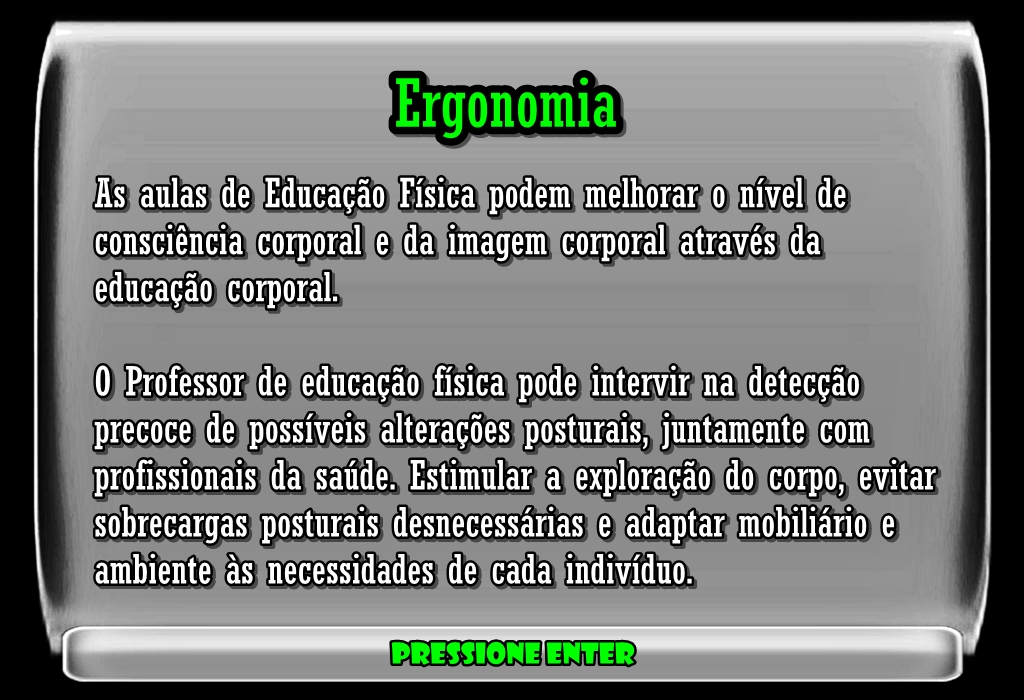 Ergonomia
As aulas de Educação Física podem melhorar o nível de
consciência corporal e da imagem corporal através da
educação corporal.
O Professor de educação física pode intervir na detecção
precoce de possíveis alterações posturais, juntamente com
profissionais da saúde. Estimular a exploração do corpo, evitar
sobrecargas posturais desnecessárias e adaptar mobiliário e
ambiente às necessidades de cada indivíduo.
PRESSIONE ENTER